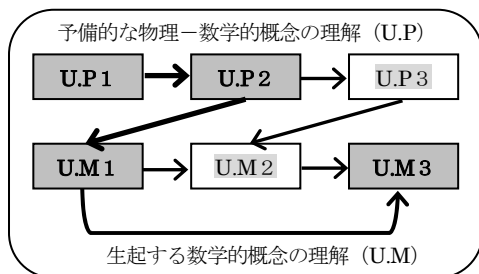 予備的な物理－数学的概念の理解（U.P）
U.P 1 U.P 2 U.P 3
U.M 1 U.M 2 U.M 3
生起する数学的概念の理解（U.M）